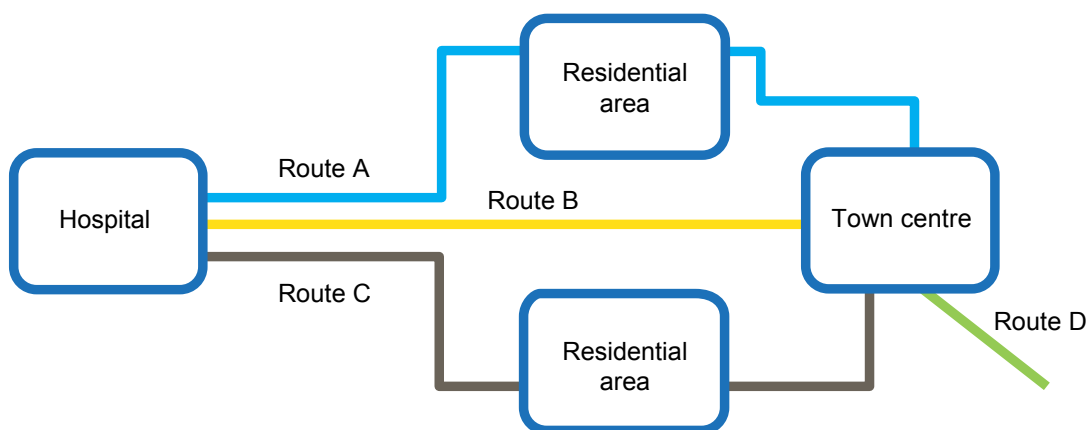 Residential
area
Route A
Route B
Hospital
Town centre
Route C
Route D
Residential
area